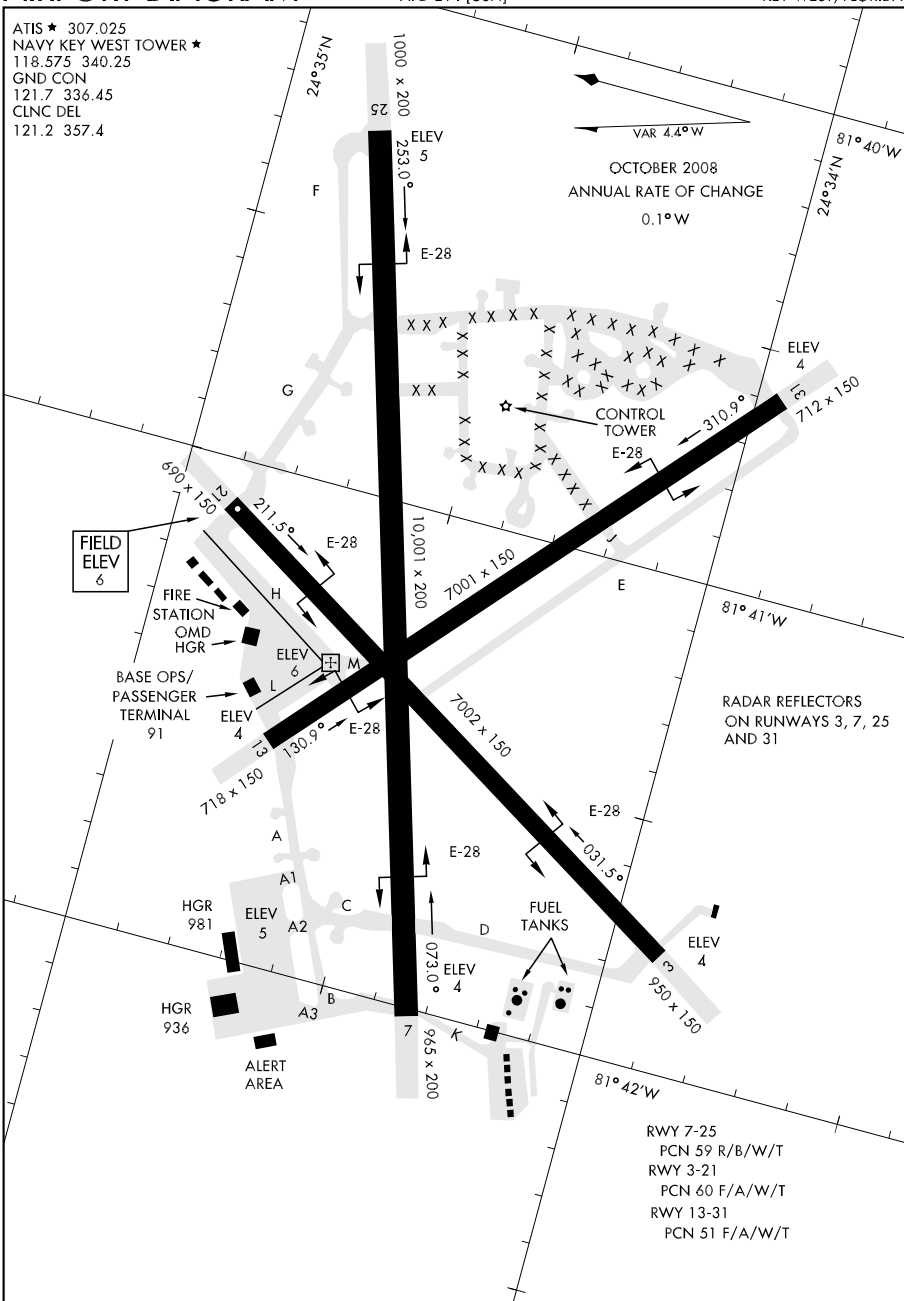 ATIS ★ 307.025
NAVY KEY WEST TOWER ★
118.575 340.25
GND CON
121.7 336.45
CLNC DEL
121.2 357.4
24°35'N
1000 x 200
25
ELEV
5
253.0°
F
E-28
VAR 4.4°W
81°40'W
OCTOBER 2008
ANNUAL RATE OF CHANGE
0.1°W
24°34'N
X X X X X X X X X X X X X
G
X X
CONTROL
TOWER
ELEV
4
31
712 x 150
310.9°
E-28
690 x 150
21
211.5°
E-28
10,001 x 200
7001 x 150
J
E
FIELD
ELEV
6
H
FIRE
STATION
OMD
HGR
ELEV
6
M
81°41'W
BASE OPS/
PASSENGER
TERMINAL
91
L
ELEV
4
13
130.9°
E-28
718 x 150
7002 x 150
RADAR REFLECTORS
ON RUNWAYS 3, 7, 25
AND 31
E-28
031.5°
A
E-28
A1
HGR
981
ELEV
5
A2
C
D
FUEL
TANKS
ELEV
4
3
950 x 150
073.0°
ELEV
4
HGR
936
B
A3
7
K
965 x 200
ALERT
AREA
81°42'W
RWY 7-25
PCN 59 R/B/W/T
RWY 3-21
PCN 60 F/A/W/T
RWY 13-31
PCN 51 F/A/W/T